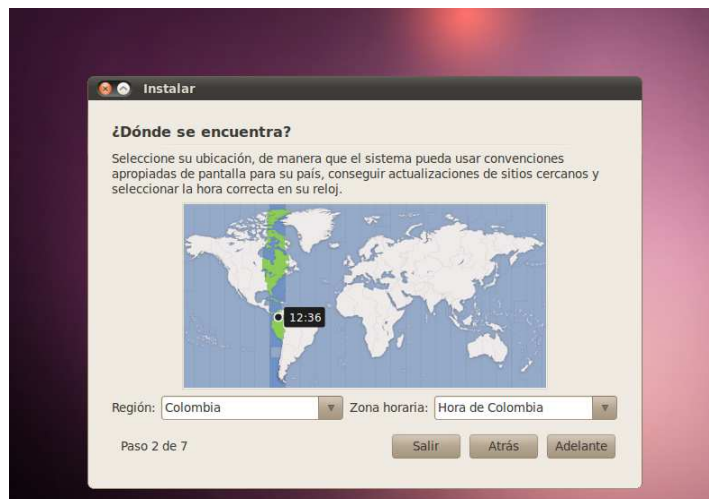 Instalar
¿Dónde se encuentra?
Seleccione su ubicación, de manera que el sistema pueda usar convenciones
apropiadas de pantalla para su país, conseguir actualizaciones de sitios cercanos y
seleccionar la hora correcta en su reloj.
12:36
Región: Colombia Zona horaria: Hora de Colombia
Paso 2 de 7 Salir Atrás Adelante